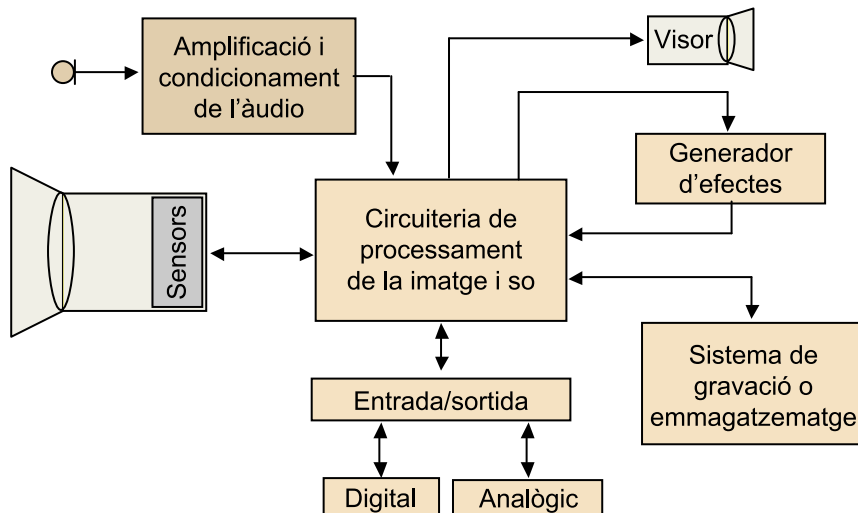 Amplificació i
condicionament
de l'àudio
Visor
Generador
d'efectes
Circuiteria de
processament
de la imatge i so
Sensors
Sistema de
gravació o
emmagatzematge
Entrada/sortida
Digital
Analògic